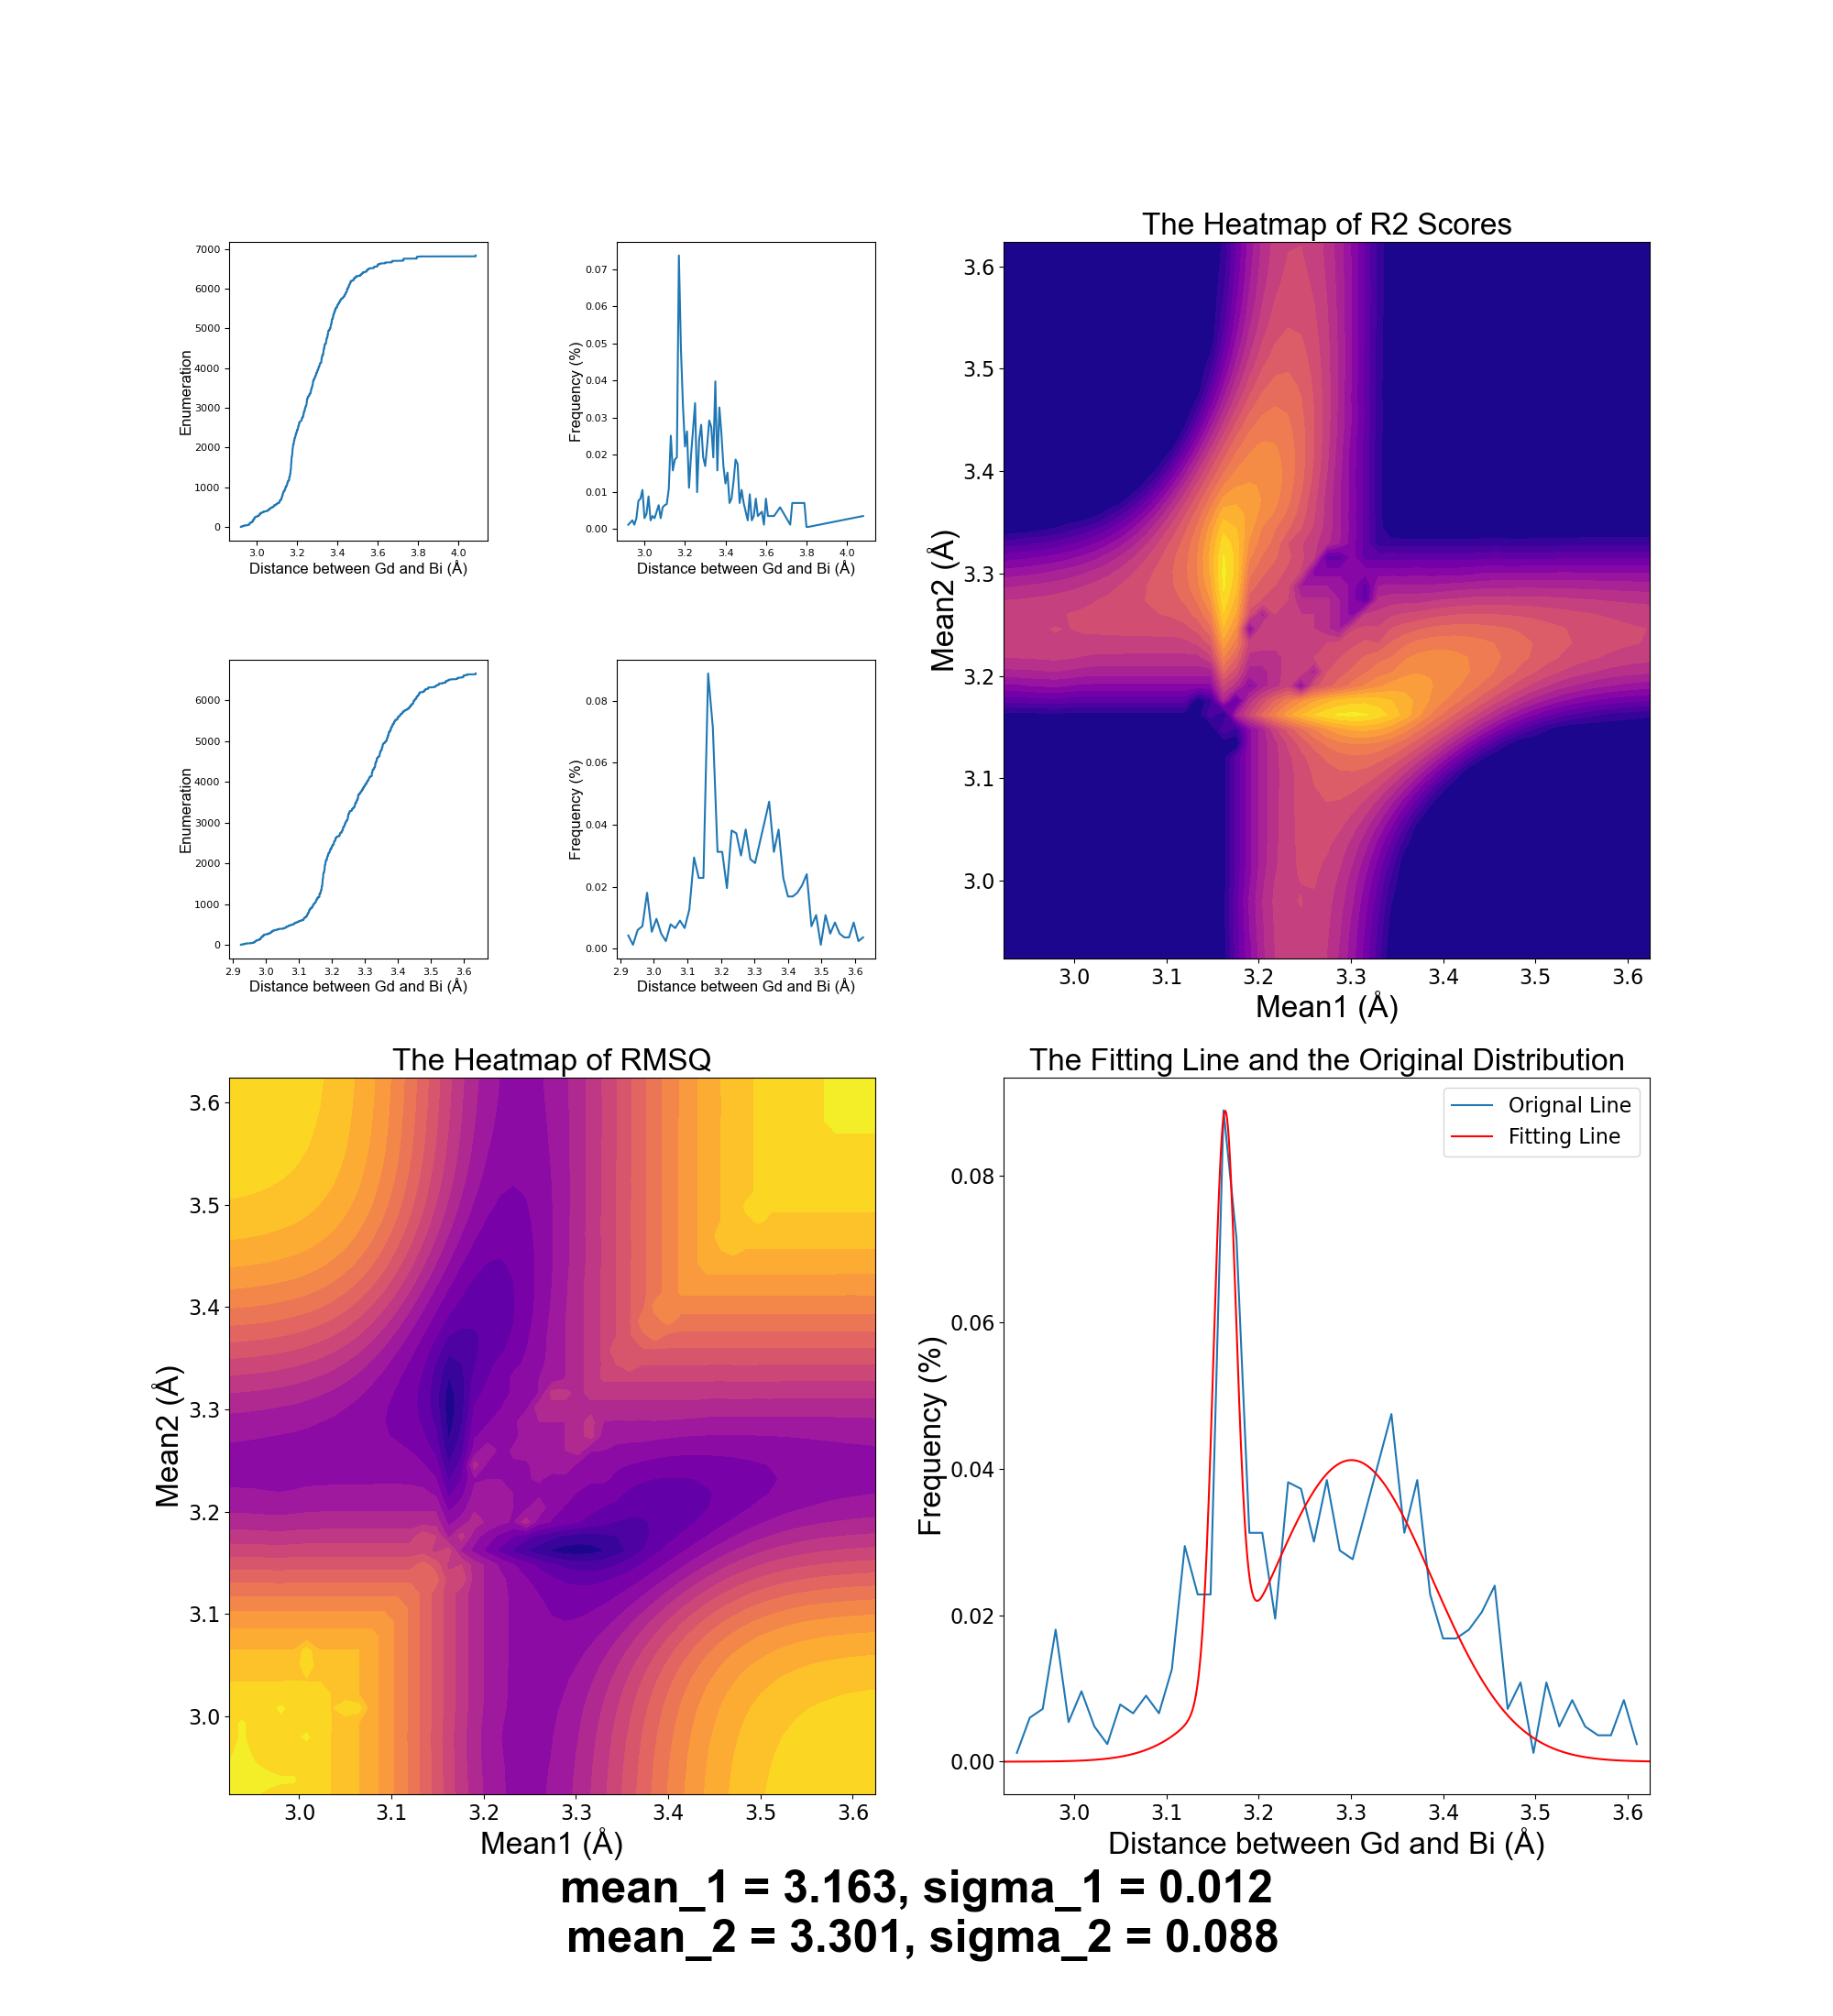 The Heatmap of R2 Scores
7000
6000
5000
4000
3000
2000
1000
0
Enumeration
3.0 3.2 3.4 3.6 3.8 4.0
Distance between Gd and Bi (Å)
0.07
0.06
0.05
0.04
0.03
0.02
0.01
0.00
Frequency (%)
3.0 3.2 3.4 3.6 3.8 4.0
Distance between Gd and Bi (Å)
3.6
3.5
3.4
3.3
3.2
3.1
3.0
Mean2 (Å)
3.0 3.1 3.2 3.3 3.4 3.5 3.6
Mean1 (Å)
6000
5000
4000
3000
2000
1000
0
Enumeration
2.9 3.0 3.1 3.2 3.3 3.4 3.5 3.6
Distance between Gd and Bi (Å)
0.08
0.06
0.04
0.02
0.00
Frequency (%)
2.9 3.0 3.1 3.2 3.3 3.4 3.5 3.6
Distance between Gd and Bi (Å)
The Heatmap of RMSQ
3.6
3.5
3.4
3.3
3.2
3.1
3.0
Mean2 (Å)
3.0 3.1 3.2 3.3 3.4 3.5 3.6
Mean1 (Å)
The Fitting Line and the Original Distribution
Orignal Line
Fitting Line
0.08
0.06
0.04
0.02
0.00
Frequency (%)
3.0 3.1 3.2 3.3 3.4 3.5 3.6
Distance between Gd and Bi (Å)
mean_1 = 3.163, sigma_1 = 0.012
mean_2 = 3.301, sigma_2 = 0.088